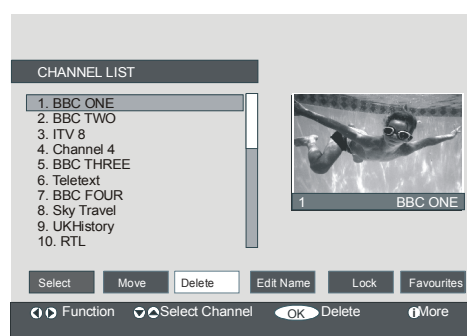 CHANNEL LIST
1. BBC ONE
2. BBC TWO
3. ITV 8
4. Channel 4
5. BBC THREE
6. Teletext
7. BBC FOUR
8. Sky Travel
9. UKHistory
10. RTL
1 BBC ONE
Select Move Delete Edit Name Lock Favourites
Function Select Channel OK Delete i More